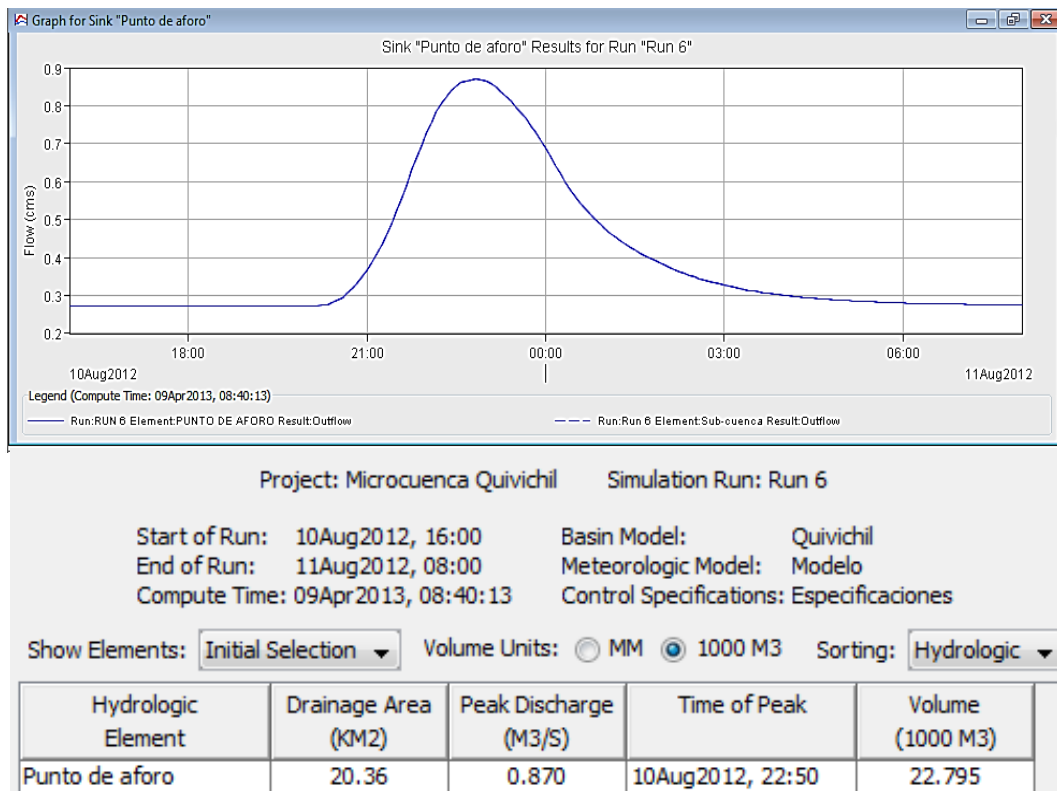 Graph for Sink "Punto de aforo"
Sink "Punto de aforo" Results for Run "Run 6"
0.9
0.8
0.7
0.6
0.5
0.4
0.3
0.2
Flow (cms)
18:00 21:00 00:00 03:00 06:00
10Aug2012 11Aug2012
Legend (Compute Time: 09Apr2013, 08:40:13)
Run:RUN 6 Element:PUNTO DE AFORO Result:Outflow Run:Run 6 Element:Sub-cuenca Result:Outflow
Project: Microcuenca Quivichil Simulation Run: Run 6
Start of Run: 10Aug2012, 16:00 Basin Model: Quivichil
End of Run: 11Aug2012, 08:00 Meteorologic Model: Modelo
Compute Time: 09Apr2013, 08:40:13 Control Specifications: Especificaciones
Show Elements: Initial Selection Volume Units: MM 1000 M3 Sorting: Hydrologic
Hydrologic Drainage Area Peak Discharge Time of Peak Volume
Element (KM2) (M3/S) (1000 M3)
Punto de aforo 20.36 0.870 10Aug2012, 22:50 22.795